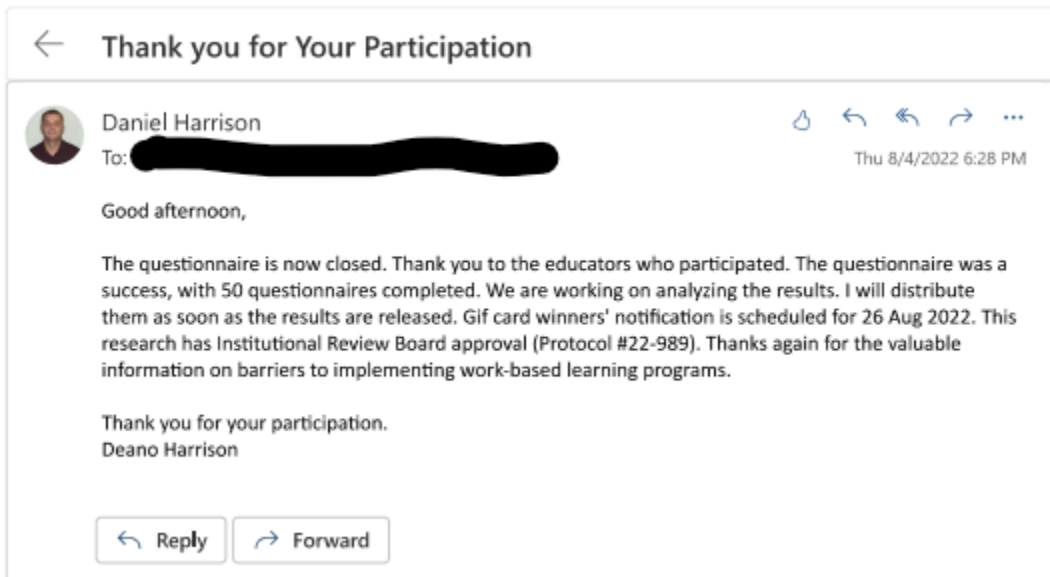 Thank you for Your Participation
Daniel Harrison
To:
Thu 8/4/2022 6:28 PM
Good afternoon,
The questionnaire is now closed. Thank you to the educators who participated. The questionnaire was a
success, with 50 questionnaires completed. We are working on analyzing the results. I will distribute
them as soon as the results are released. Gif card winners' notification is scheduled for 26 Aug 2022. This
research has Institutional Review Board approval (Protocol #22-989). Thanks again for the valuable
information on barriers to implementing work-based learning programs.
Thank you for your participation.
Deano Harrison
Reply
Forward